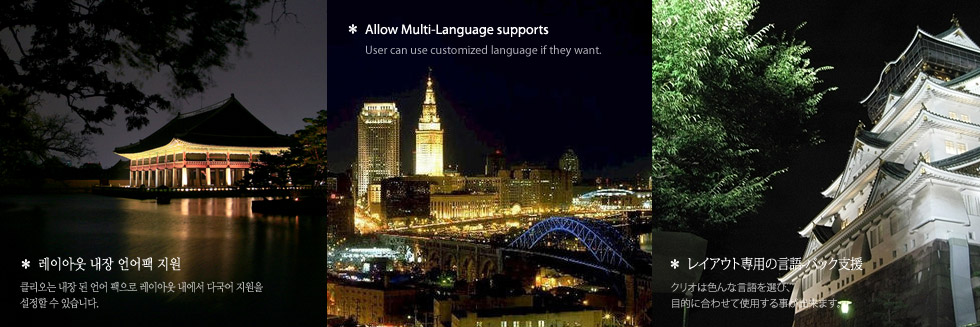 * 레이아웃 내장 언어팩 지원
클리오는 내장 된 언어 팩으로 레이아웃 내에서 다국어 지원을
설정할 수 있습니다.
* Allow Multi-Language supports
User can use customized language if they want.
* レイアウト専用の言語 パック支援
クリオは色んな言語を選び、
目的に合わせて使用する事が出来ます。